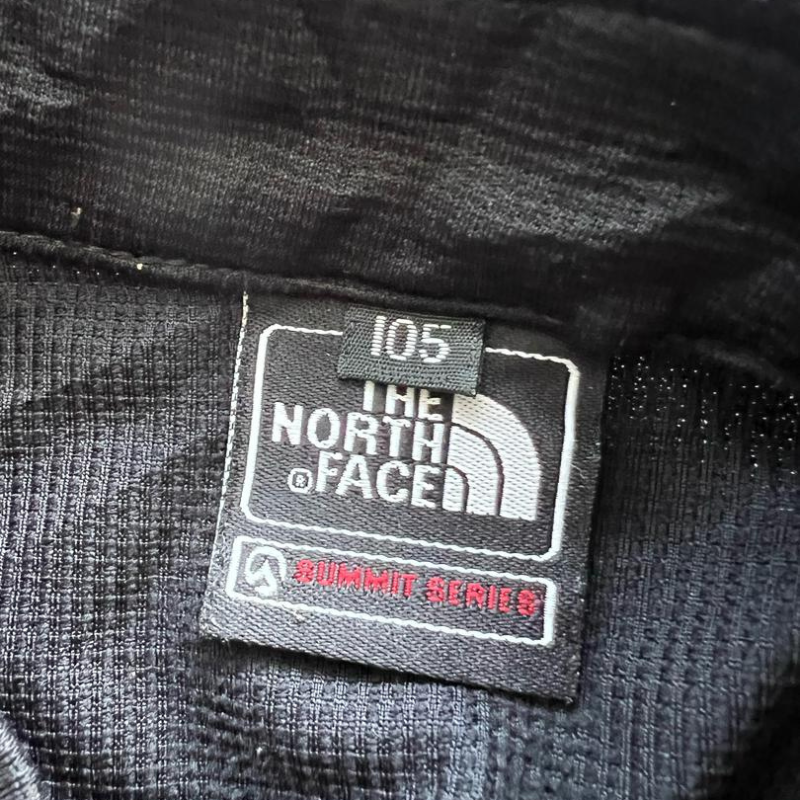 105
THE
NORTH
®FACE
SUMMIT SERIES